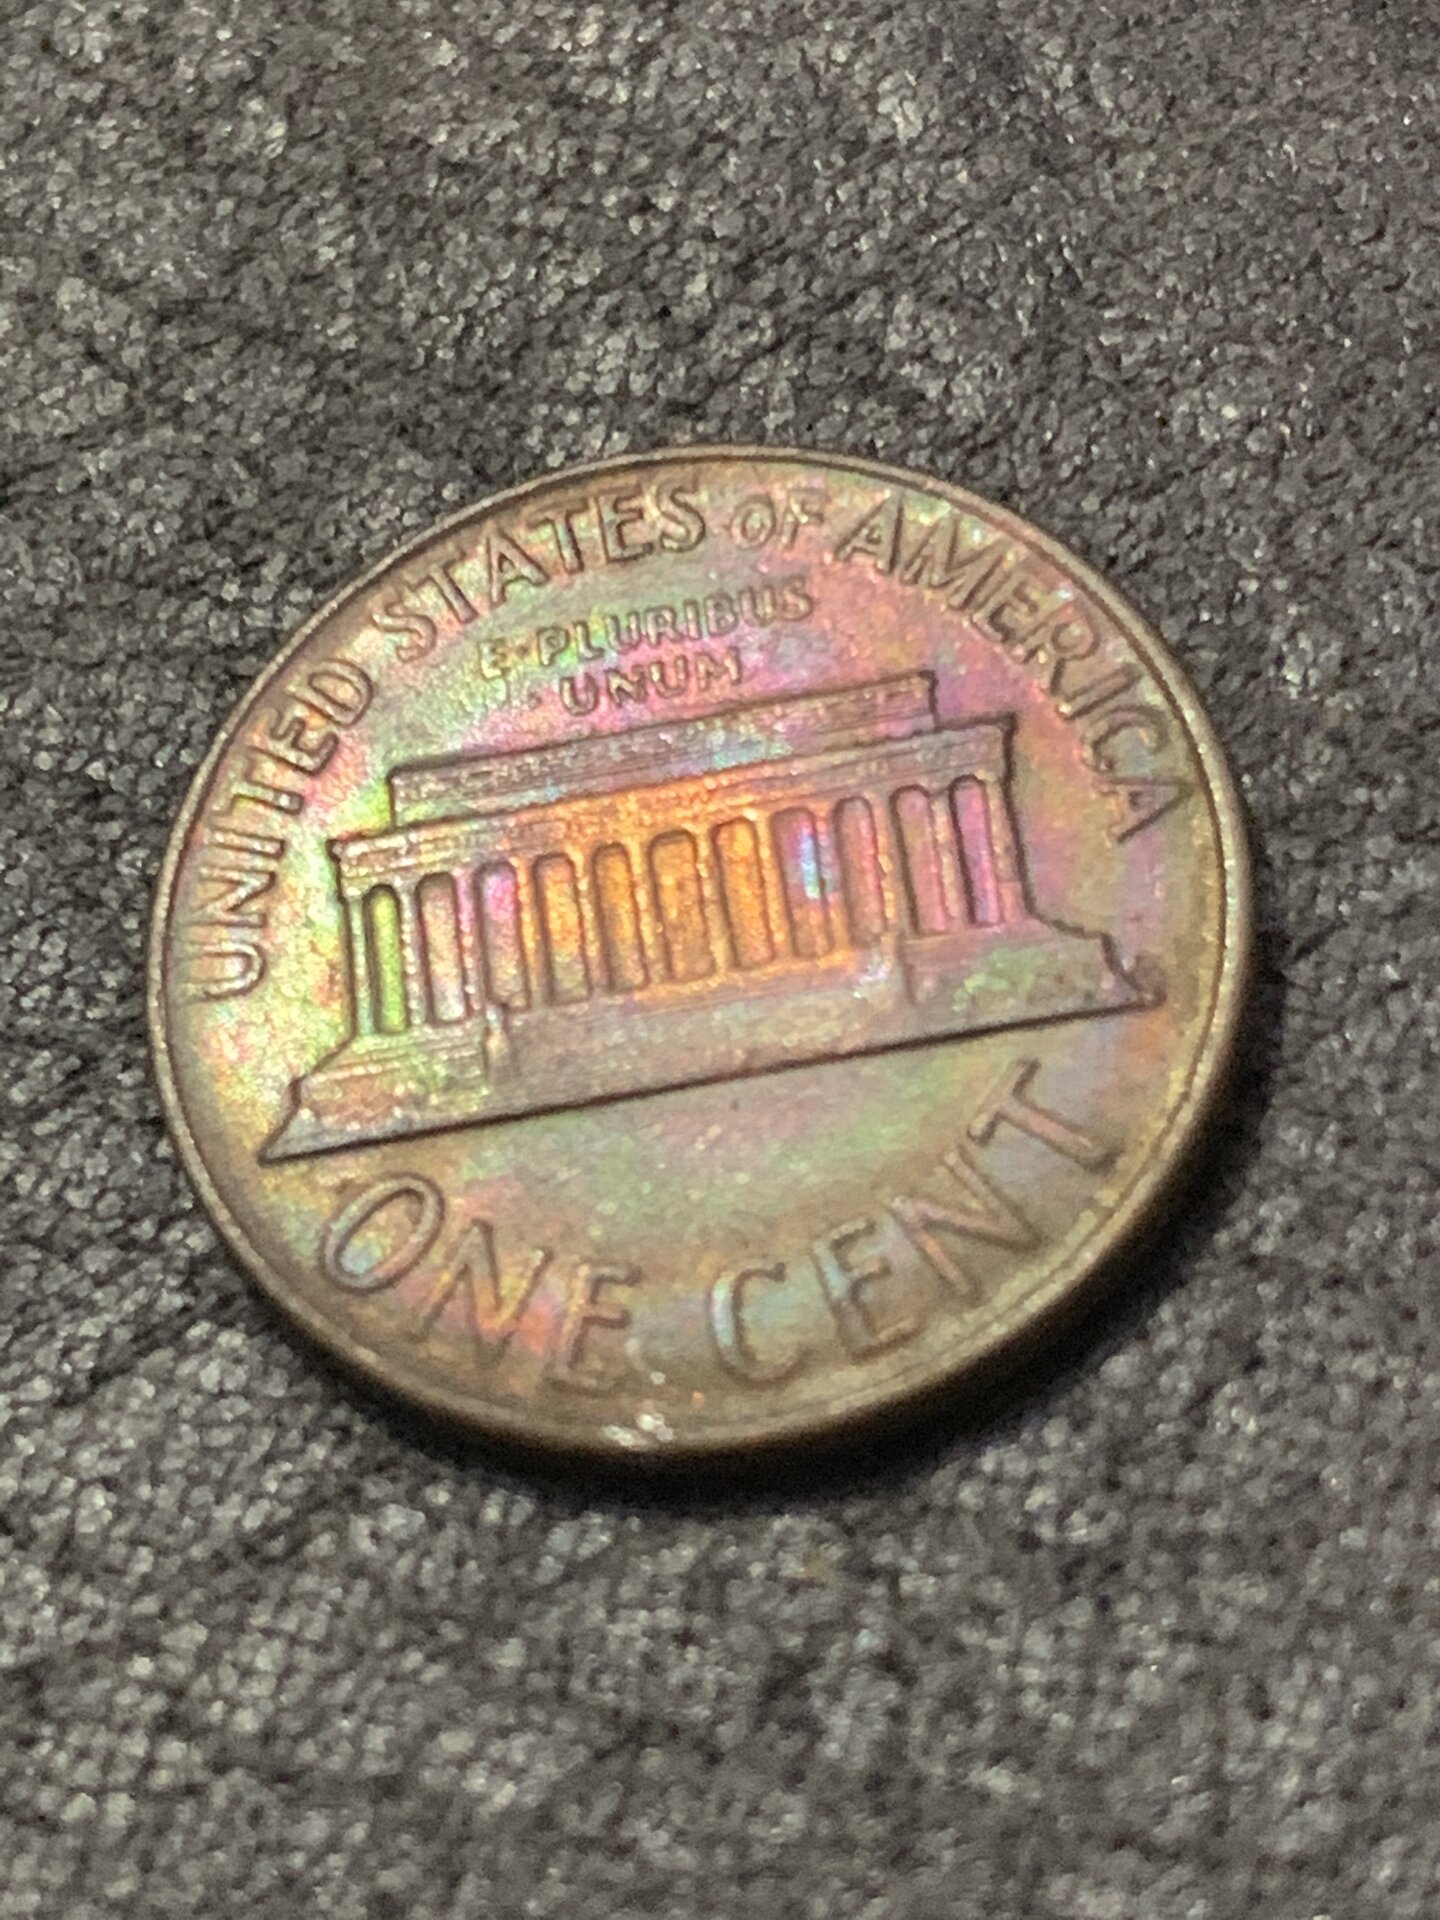 UNITED STATES OF AMERICA
E·PLURIBUS
·UNUM
ONE CENT